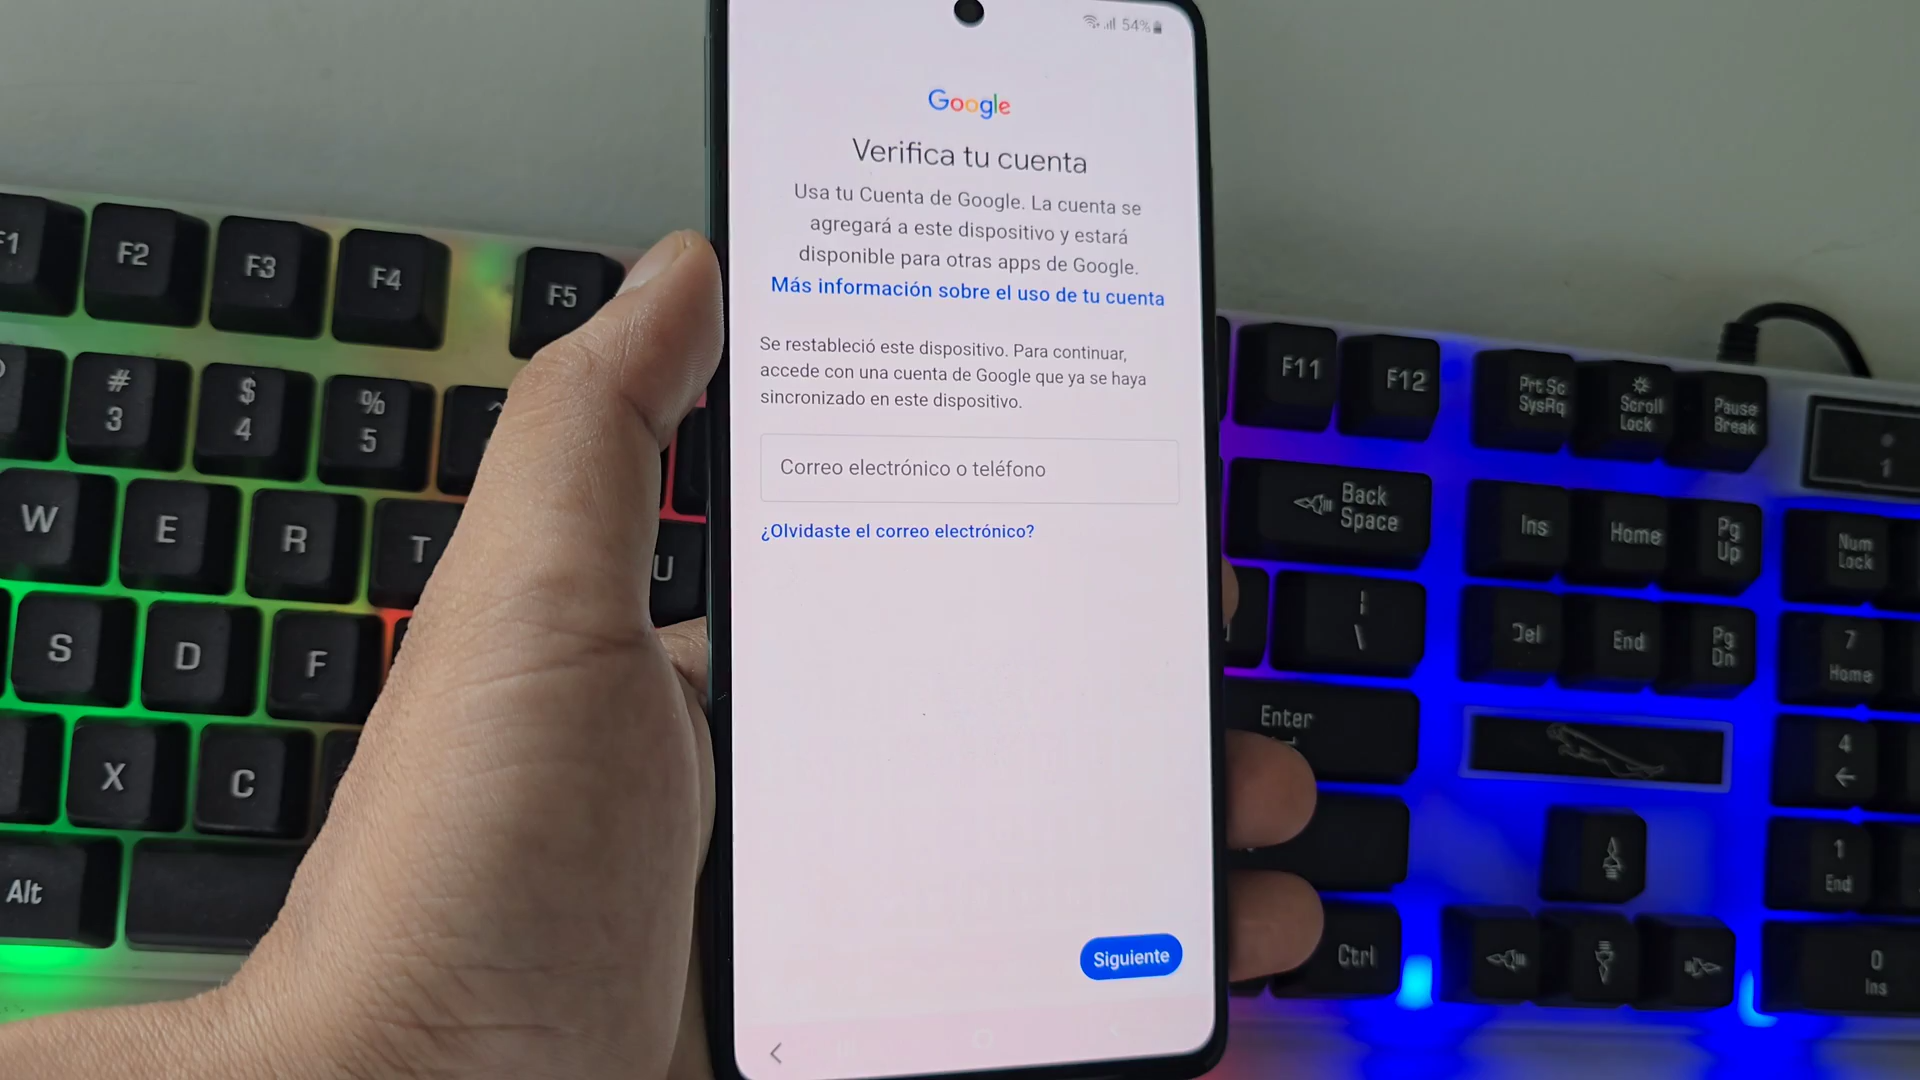 54%
Google
Verifica tu cuenta
Usa tu Cuenta de Google. La cuenta se
agregará a este dispositivo y estará
disponible para otras apps de Google.
Más información sobre el uso de tu cuenta
Se restableció este dispositivo. Para continuar,
accede con una cuenta de Google que ya se haya
sincronizado en este dispositivo.
Correo electrónico o teléfono
¿Olvidaste el correo electrónico?
Siguiente
F1
F2
F3
F4
F5
F11
F12
Prt Sc
SysRq
Scroll
Lock
Pause
Break
1
#
3
$
4
%
5
^
Back
Space
Ins
Home
Pg
Up
Num
Lock
W
E
R
T
U
|
\
Del
End
Pg
Dn
7
Home
S
D
F
Enter
4
←
X
C
1
End
Alt
Ctrl
0
Ins